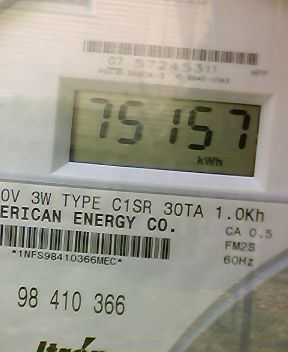 07 57245311
75157
kWh
0V 3W TYPE C1SR 30TA 1.0Kh
ERICAN ENERGY CO.
CA 0.5
FM2S
60Hz
*1NFS98410366MEC*
98 410 366
Itrón